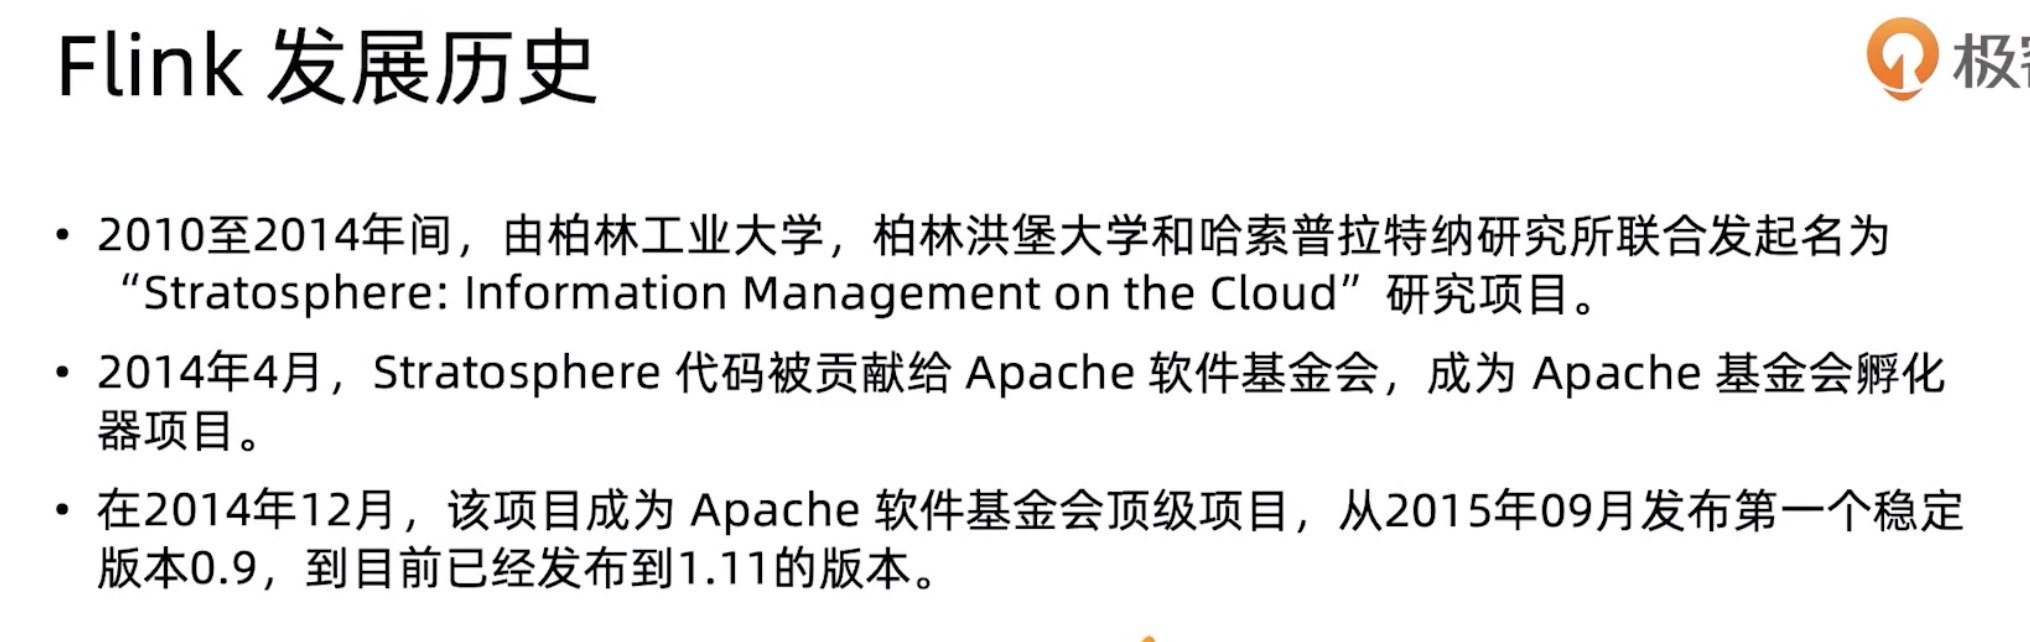 Flink 发展历史
极
• 2010至2014年间，由柏林工业大学，柏林洪堡大学和哈索普拉特纳研究所联合发起名为
“Stratosphere: Information Management on the Cloud” 研究项目。
• 2014年4月，Stratosphere 代码被贡献给 Apache 软件基金会，成为 Apache 基金会孵化
器项目。
• 在2014年12月，该项目成为 Apache 软件基金会顶级项目，从2015年09月发布第一个稳定
版本0.9，到目前已经发布到1.11的版本。